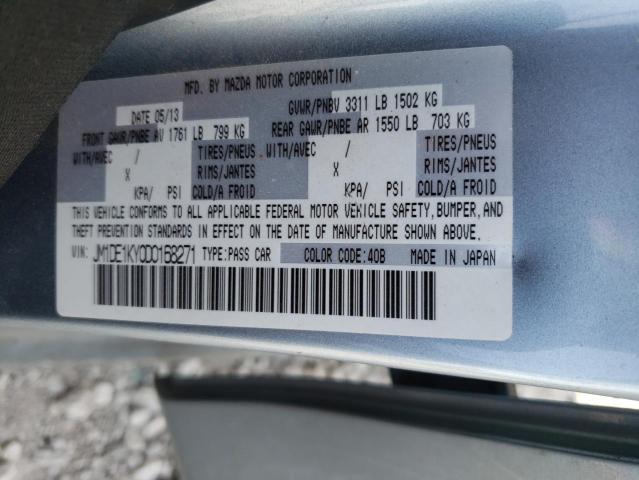 MFD. BY MAZDA MOTOR CORPORATION
DATE 05/13 GVWR/PNBV 3311 LB 1502 KG
FRONT GAWR/PNBE AV 1761 LB 799 KG REAR GAWR/PNBE AR 1550 LB 703 KG
WITH/AVEC / TIRES/PNEUS WITH/AVEC / TIRES/PNEUS
X RIMS/JANTES X RIMS/JANTES
KPA/ PSI COLD/A FROID KPA/ PSI COLD/A FROID
THIS VEHICLE CONFORMS TO ALL APPLICABLE FEDERAL MOTOR VEHICLE SAFETY, BUMPER, AND
THEFT PREVENTION STANDARDS IN EFFECT ON THE DATE OF MANUFACTURE SHOWN ABOVE.
VIN: JM1DE1KY0D0158271 TYPE:PASS CAR COLOR CODE:40B MADE IN JAPAN